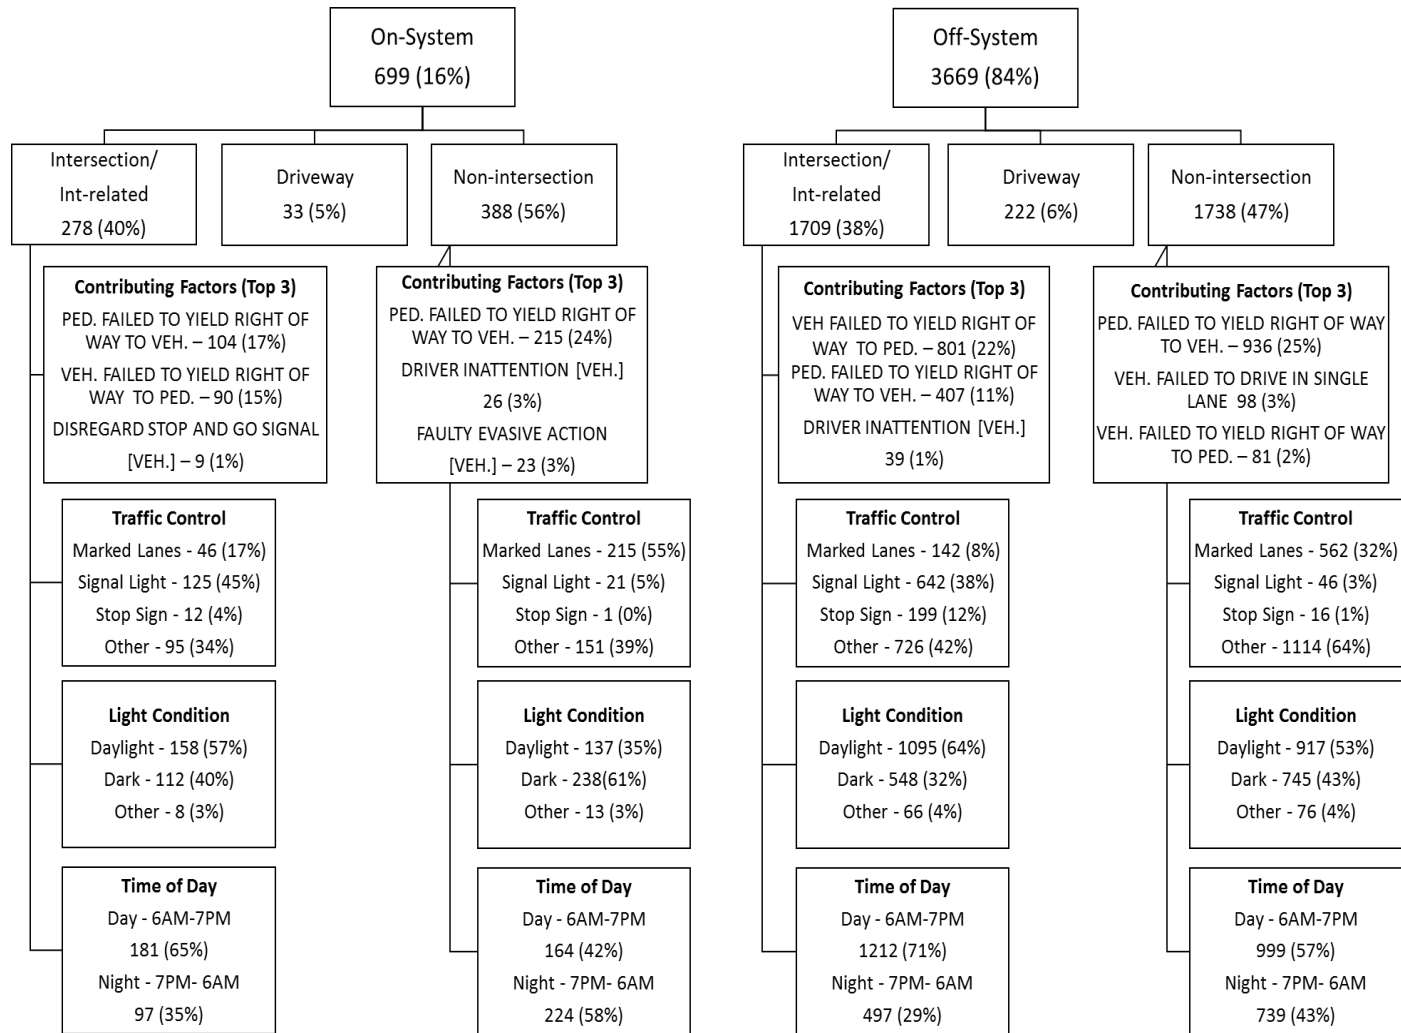 On-System
699 (16%)
Intersection/
Int-related
278 (40%)
Driveway
33 (5%)
Non-intersection
388 (56%)
Contributing Factors (Top 3)
PED. FAILED TO YIELD RIGHT OF
WAY TO VEH. – 104 (17%)
VEH. FAILED TO YIELD RIGHT OF
WAY TO PED. – 90 (15%)
DISREGARD STOP AND GO SIGNAL
[VEH.] – 9 (1%)
Traffic Control
Marked Lanes - 46 (17%)
Signal Light - 125 (45%)
Stop Sign - 12 (4%)
Other - 95 (34%)
Light Condition
Daylight - 158 (57%)
Dark - 112 (40%)
Other - 8 (3%)
Time of Day
Day - 6AM-7PM
181 (65%)
Night - 7PM- 6AM
97 (35%)
Contributing Factors (Top 3)
PED. FAILED TO YIELD RIGHT OF
WAY TO VEH. – 215 (24%)
DRIVER INATTENTION [VEH.]
26 (3%)
FAULTY EVASIVE ACTION
[VEH.] – 23 (3%)
Traffic Control
Marked Lanes - 215 (55%)
Signal Light - 21 (5%)
Stop Sign - 1 (0%)
Other - 151 (39%)
Light Condition
Daylight - 137 (35%)
Dark - 238(61%)
Other - 13 (3%)
Time of Day
Day - 6AM-7PM
164 (42%)
Night - 7PM- 6AM
224 (58%)
Off-System
3669 (84%)
Intersection/
Int-related
1709 (38%)
Driveway
222 (6%)
Non-intersection
1738 (47%)
Contributing Factors (Top 3)
VEH FAILED TO YIELD RIGHT OF
WAY TO PED. – 801 (22%)
PED. FAILED TO YIELD RIGHT OF
WAY TO VEH. – 407 (11%)
DRIVER INATTENTION [VEH.]
39 (1%)
Traffic Control
Marked Lanes - 142 (8%)
Signal Light - 642 (38%)
Stop Sign - 199 (12%)
Other - 726 (42%)
Light Condition
Daylight - 1095 (64%)
Dark - 548 (32%)
Other - 66 (4%)
Time of Day
Day - 6AM-7PM
1212 (71%)
Night - 7PM- 6AM
497 (29%)
Contributing Factors (Top 3)
PED. FAILED TO YIELD RIGHT OF WAY
TO VEH. – 936 (25%)
VEH. FAILED TO DRIVE IN SINGLE
LANE 98 (3%)
VEH. FAILED TO YIELD RIGHT OF WAY
TO PED. – 81 (2%)
Traffic Control
Marked Lanes - 562 (32%)
Signal Light - 46 (3%)
Stop Sign - 16 (1%)
Other - 1114 (64%)
Light Condition
Daylight - 917 (53%)
Dark - 745 (43%)
Other - 76 (4%)
Time of Day
Day - 6AM-7PM
999 (57%)
Night - 7PM- 6AM
739 (43%)